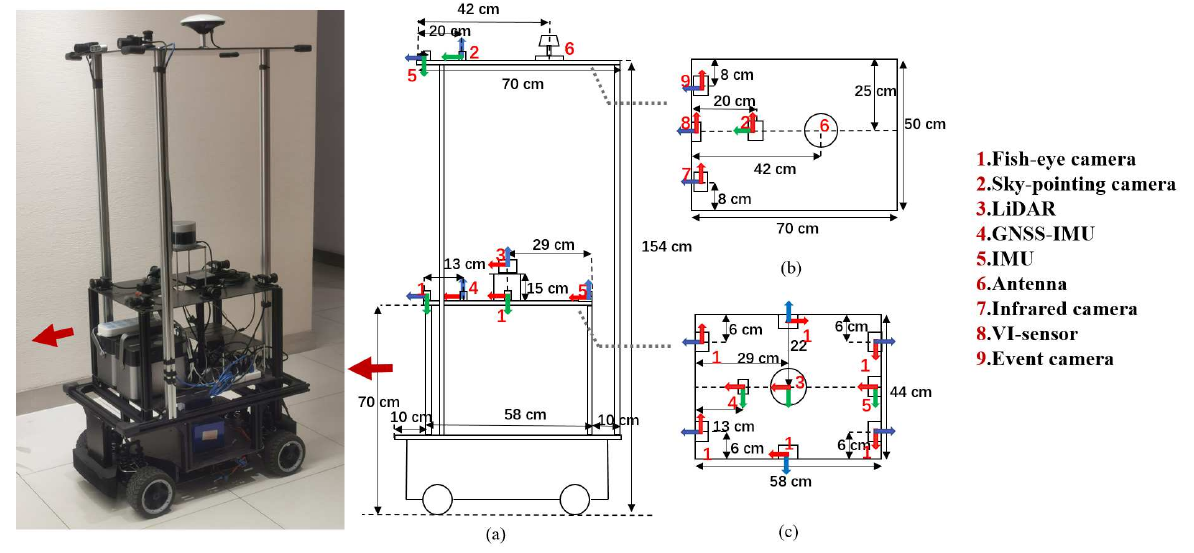 42 cm
20 cm
2
6
5
70 cm
154 cm
29 cm
3
13 cm
1
4
15 cm
5
1
70 cm
10 cm
58 cm
10 cm
(a)
9
8 cm
25 cm
20 cm
8
2
6
50 cm
42 cm
7
8 cm
70 cm
(b)
6 cm
1
6 cm
22
1
29 cm
1
3
4
5
44 cm
13 cm
1
6 cm
1
6 cm
1
58 cm
(c)
1.Fish-eye camera
2.Sky-pointing camera
3.LiDAR
4.GNSS-IMU
5.IMU
6.Antenna
7.Infrared camera
8.VI-sensor
9.Event camera